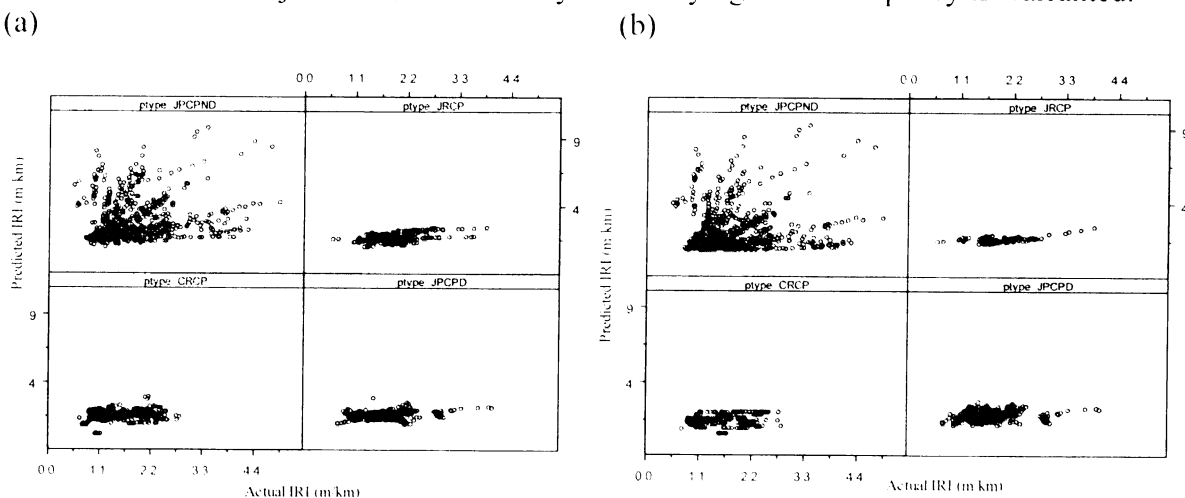 (a)
(b)
0 0 1 1 2 2 3 3 4 4
ptype JPCPND ptype JRCP
9
4
ptype CRCP ptype JPCPD
9
4
0 0 1 1 2 2 3 3 4 4
Predicted IRI (m/km)
Actual IRI (m/km)
0 0 1 1 2 2 3 3 4 4
ptype JPCPND ptype JRCP
9
4
ptype CRCP ptype JPCPD
9
4
0 0 1 1 2 2 3 3 4 4
Predicted IRI (m km)
Actual IRI (m km)